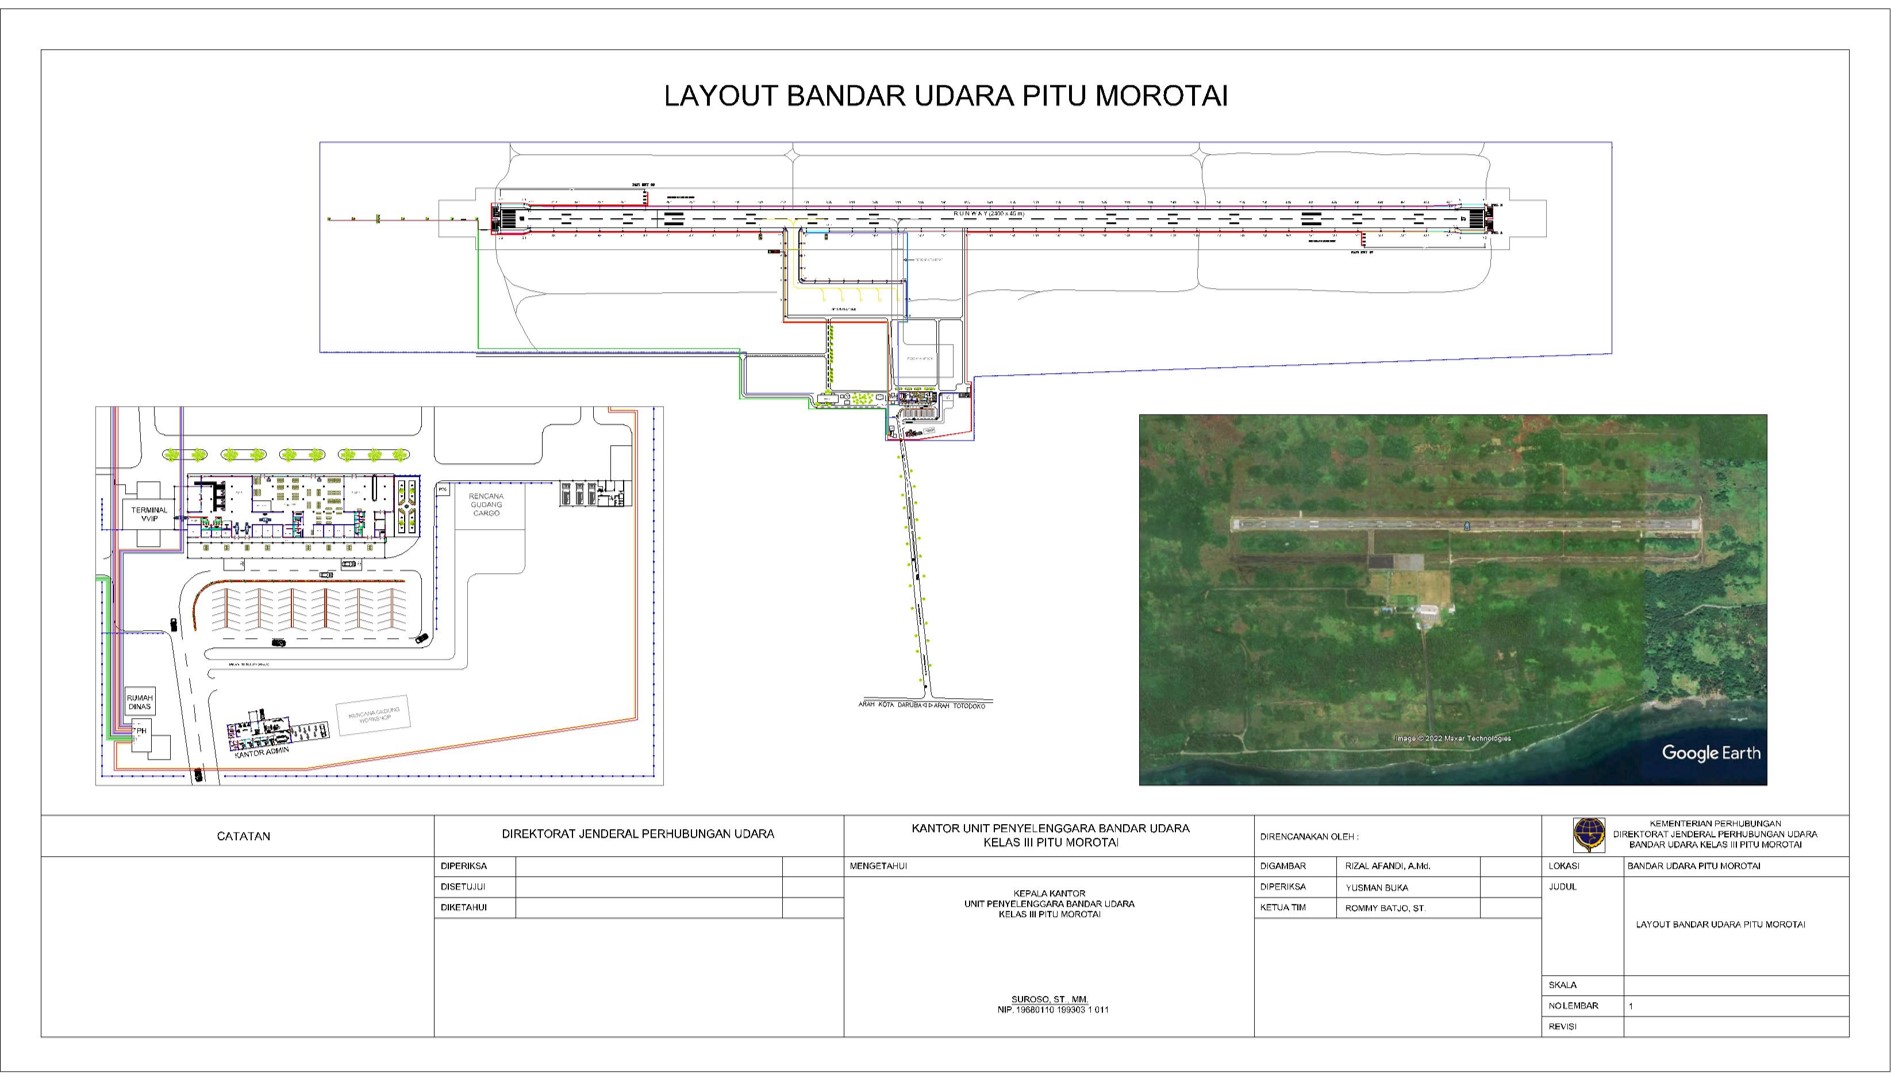 LAYOUT BANDAR UDARA PITU MOROTAI
RUNWAY (2400 x 45 m)
ARAH KOTA DARUBA
ARAH TOTODOKO
TERMINAL
VVIP
RENCANA
GUDANG
CARGO
RUMAH
DINAS
PH
KANTOR ADMIN
RENCANA GEDUNG
WORKSHOP
Image © 2022 Maxar Technologies
Google Earth
CATATAN
DIREKTORAT JENDERAL PERHUBUNGAN UDARA
DIPERIKSA
DISETUJUI
DIKETAHUI
KANTOR UNIT PENYELENGGARA BANDAR UDARA
KELAS III PITU MOROTAI
MENGETAHUI
KEPALA KANTOR
UNIT PENYELENGGARA BANDAR UDARA
KELAS III PITU MOROTAI
SUROSO, ST., MM.
NIP. 19680110 199303 1 011
DIRENCANAKAN OLEH :
DIGAMBAR RIZAL AFANDI, A.Md.
DIPERIKSA YUSMAN BUKA
KETUA TIM ROMMY BATJO, ST.
KEMENTERIAN PERHUBUNGAN
DIREKTORAT JENDERAL PERHUBUNGAN UDARA
BANDAR UDARA KELAS III PITU MOROTAI
LOKASI BANDAR UDARA PITU MOROTAI
JUDUL
LAYOUT BANDAR UDARA PITU MOROTAI
SKALA
NO LEMBAR 1
REVISI